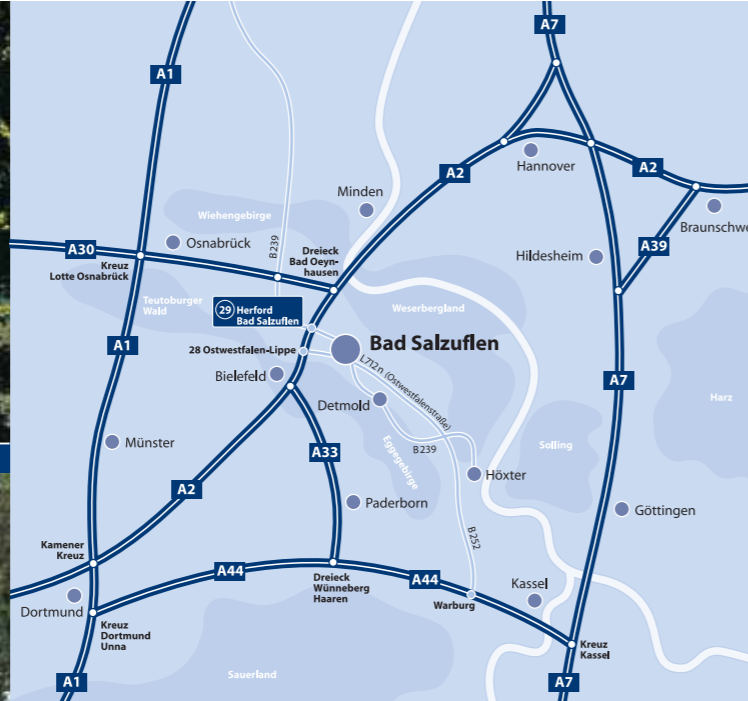 A7
A1
A2
Hannover
A2
Minden
Wiehengebirge
Braunschwe
Osnabrück
B239
Dreieck
Bad Oeyn-
hausen
A39
Hildesheim
A30
Kreuz
Lotte Osnabrück
Teutoburger
Wald
Weserbergland
29 Herford
Bad Salzuflen
Bad Salzuflen
28 Ostwestfalen-Lippe
A1
L712n (Ostwestfalenstraße)
Bielefeld
A7
Harz
Detmold
Münster
Solling
B239
A33
Eggegebirge
Höxter
A2
Paderborn
Göttingen
B252
Kamener
Kreuz
A44
Dreieck
Wünneberg
Haaren
A44
Kassel
Dortmund
Warburg
Kreuz
Dortmund
Unna
Kreuz
Kassel
Sauerland
A1
A7